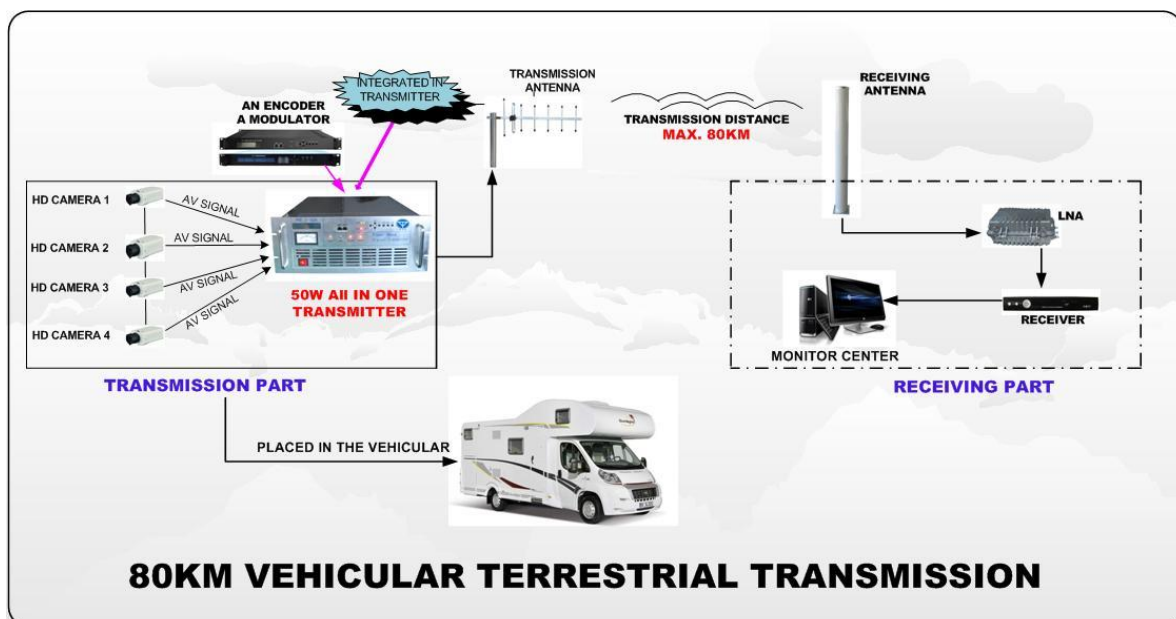 INTEGRATED IN
TRANSMITTER
AN ENCODER
A MODULATOR
TRANSMISSION
ANTENNA
TRANSMISSION DISTANCE
MAX. 80KM
RECEIVING
ANTENNA
HD CAMERA 1
HD CAMERA 2
HD CAMERA 3
HD CAMERA 4
AV SIGNAL
AV SIGNAL
AV SIGNAL
AV SIGNAL
50W All IN ONE
TRANSMITTER
LNA
RECEIVER
MONITOR CENTER
TRANSMISSION PART
RECEIVING PART
PLACED IN THE VEHICULAR
80KM VEHICULAR TERRESTRIAL TRANSMISSION